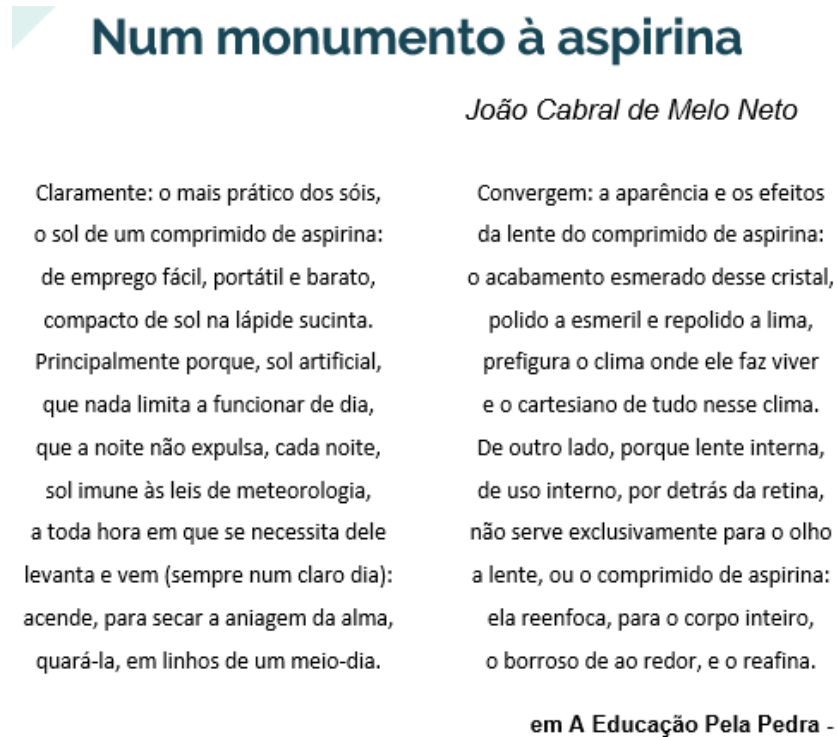 Num monumento à aspirina
João Cabral de Melo Neto
Claramente: o mais prático dos sóis,
o sol de um comprimido de aspirina:
de emprego fácil, portátil e barato,
compacto de sol na lápide sucinta.
Principalmente porque, sol artificial,
que nada limita a funcionar de dia,
que a noite não expulsa, cada noite,
sol imune às leis de meteorologia,
a toda hora em que se necessita dele
levanta e vem (sempre num claro dia):
acende, para secar a aniagem da alma,
quará-la, em linhos de um meio-dia.
Convergem: a aparência e os efeitos
da lente do comprimido de aspirina:
o acabamento esmerado desse cristal,
polido a esmeril e repolido a lima,
prefigura o clima onde ele faz viver
e o cartesiano de tudo nesse clima.
De outro lado, porque lente interna,
de uso interno, por detrás da retina,
não serve exclusivamente para o olho
a lente, ou o comprimido de aspirina:
ela reenfoca, para o corpo inteiro,
o borroso de ao redor, e o reafina.
em A Educação Pela Pedra -